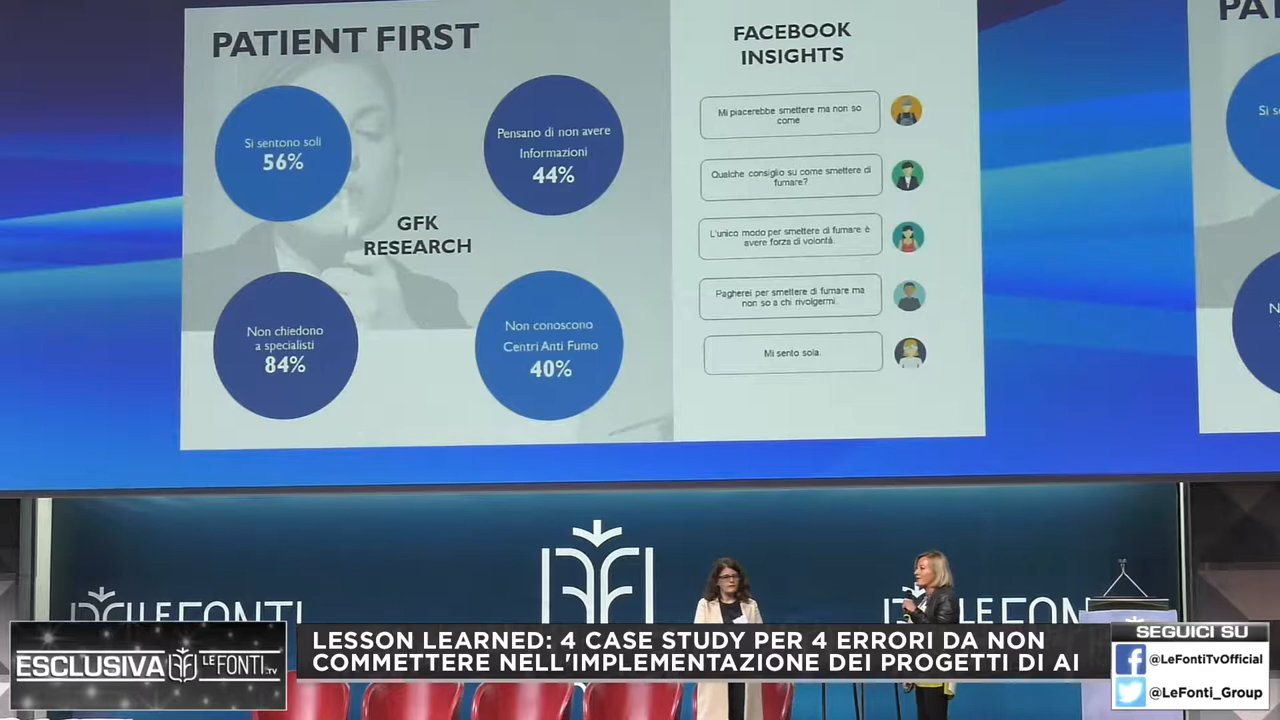 PATIENT FIRST
Si sentono soli
56%
Pensano di non avere
Informazioni
44%
GFK
RESEARCH
Non chiedono
a specialisti
84%
Non conoscono
Centri Anti Fumo
40%
FACEBOOK
INSIGHTS
Mi piacerebbe smettere ma non so
come
Qualche consiglio su come smettere di
fumare?
L'unico modo per smettere di fumare è
avere forza di volontà.
Pagherei per smettere di fumare ma
non so a chi rivolgermi.
Mi sento sola.
PA
Si s
N
LE FONTI
LE FON
ESCLUSIVA LE FONTI.TV
LESSON LEARNED: 4 CASE STUDY PER 4 ERRORI DA NON
COMMETTERE NELL'IMPLEMENTAZIONE DEI PROGETTI DI AI
SEGUICI SU
@LeFontiTvOfficial
@LeFonti_Group